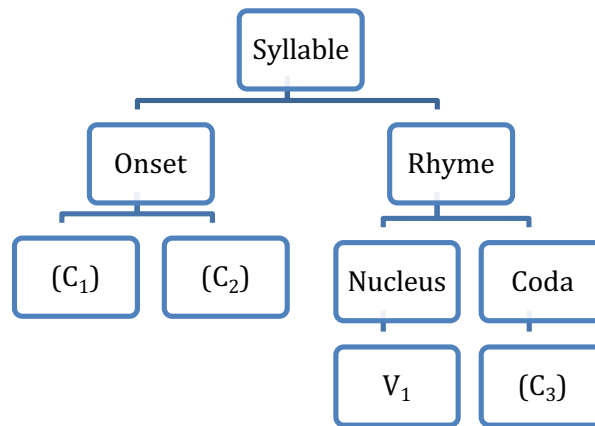 Syllable
Onset
Rhyme
(C₁)
(C₂)
Nucleus
Coda
V₁
(C₃)